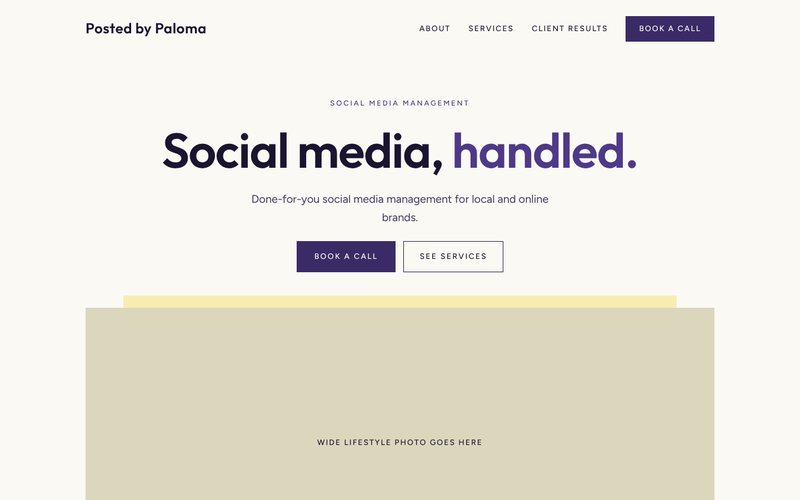 Posted by Paloma
ABOUT SERVICES CLIENT RESULTS BOOK A CALL
SOCIAL MEDIA MANAGEMENT
Social media, handled.
Done-for-you social media management for local and online
brands.
BOOK A CALL SEE SERVICES
WIDE LIFESTYLE PHOTO GOES HERE